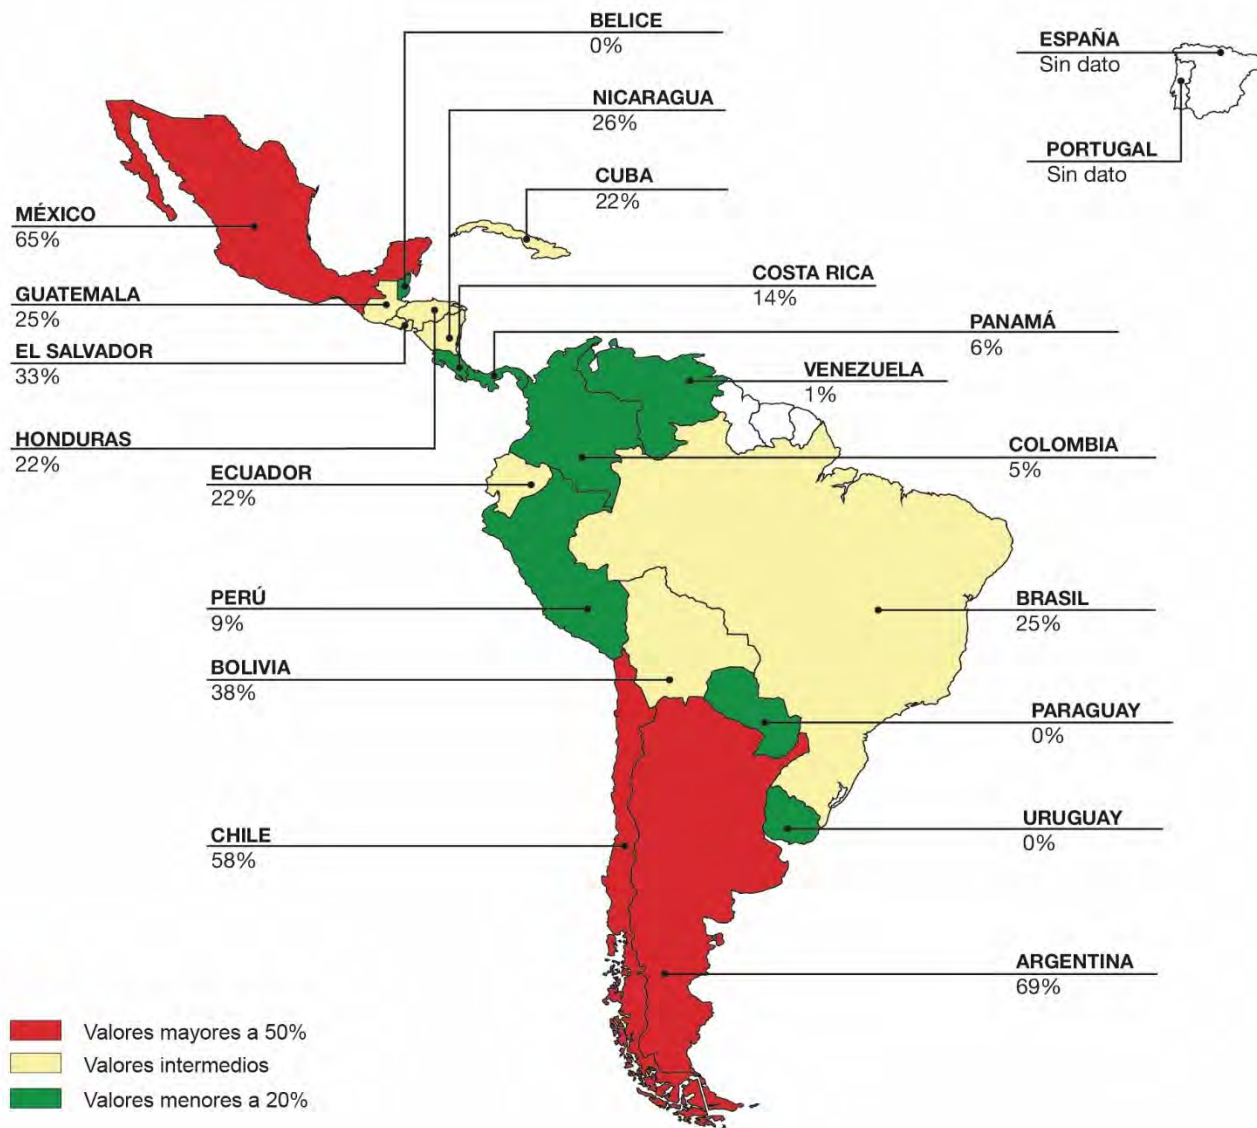 BELICE
0%
ESPAÑA
Sin dato
NICARAGUA
26%
PORTUGAL
Sin dato
CUBA
22%
MÉXICO
65%
COSTA RICA
14%
GUATEMALA
25%
PANAMÁ
6%
EL SALVADOR
33%
VENEZUELA
1%
HONDURAS
22%
COLOMBIA
5%
ECUADOR
22%
PERÚ
9%
BRASIL
25%
BOLIVIA
38%
PARAGUAY
0%
CHILE
58%
URUGUAY
0%
ARGENTINA
69%
Valores mayores a 50%
Valores intermedios
Valores menores a 20%